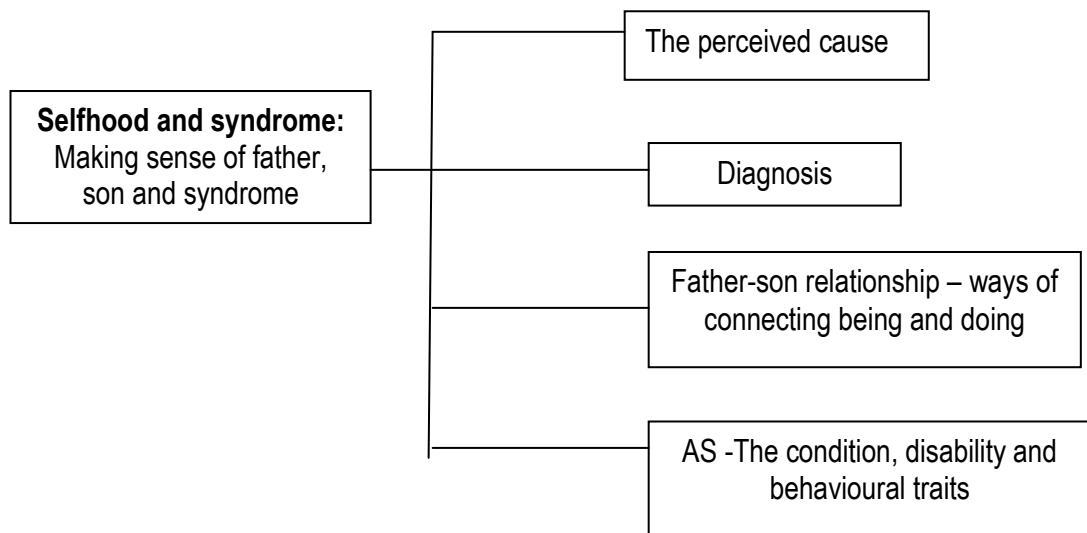 The perceived cause
Selfhood and syndrome:
Making sense of father,
son and syndrome
Diagnosis
Father-son relationship – ways of
connecting being and doing
AS -The condition, disability and
behavioural traits